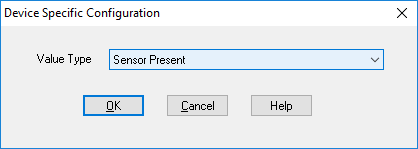 Device Specific Configuration
Value Type Sensor Present
OK Cancel Help